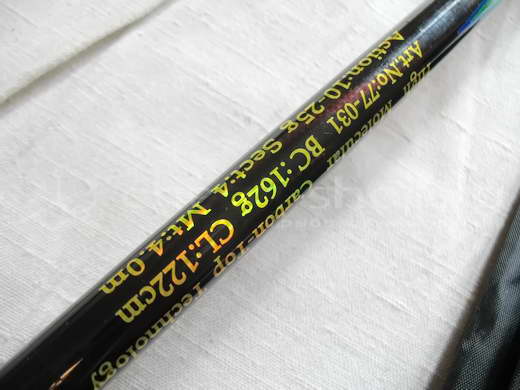 High Molecular Carbon-Top Technology
Art.No:77-031 BC:162g CL:122cm
Action:10-25g Sect:4 Mt:4.0m